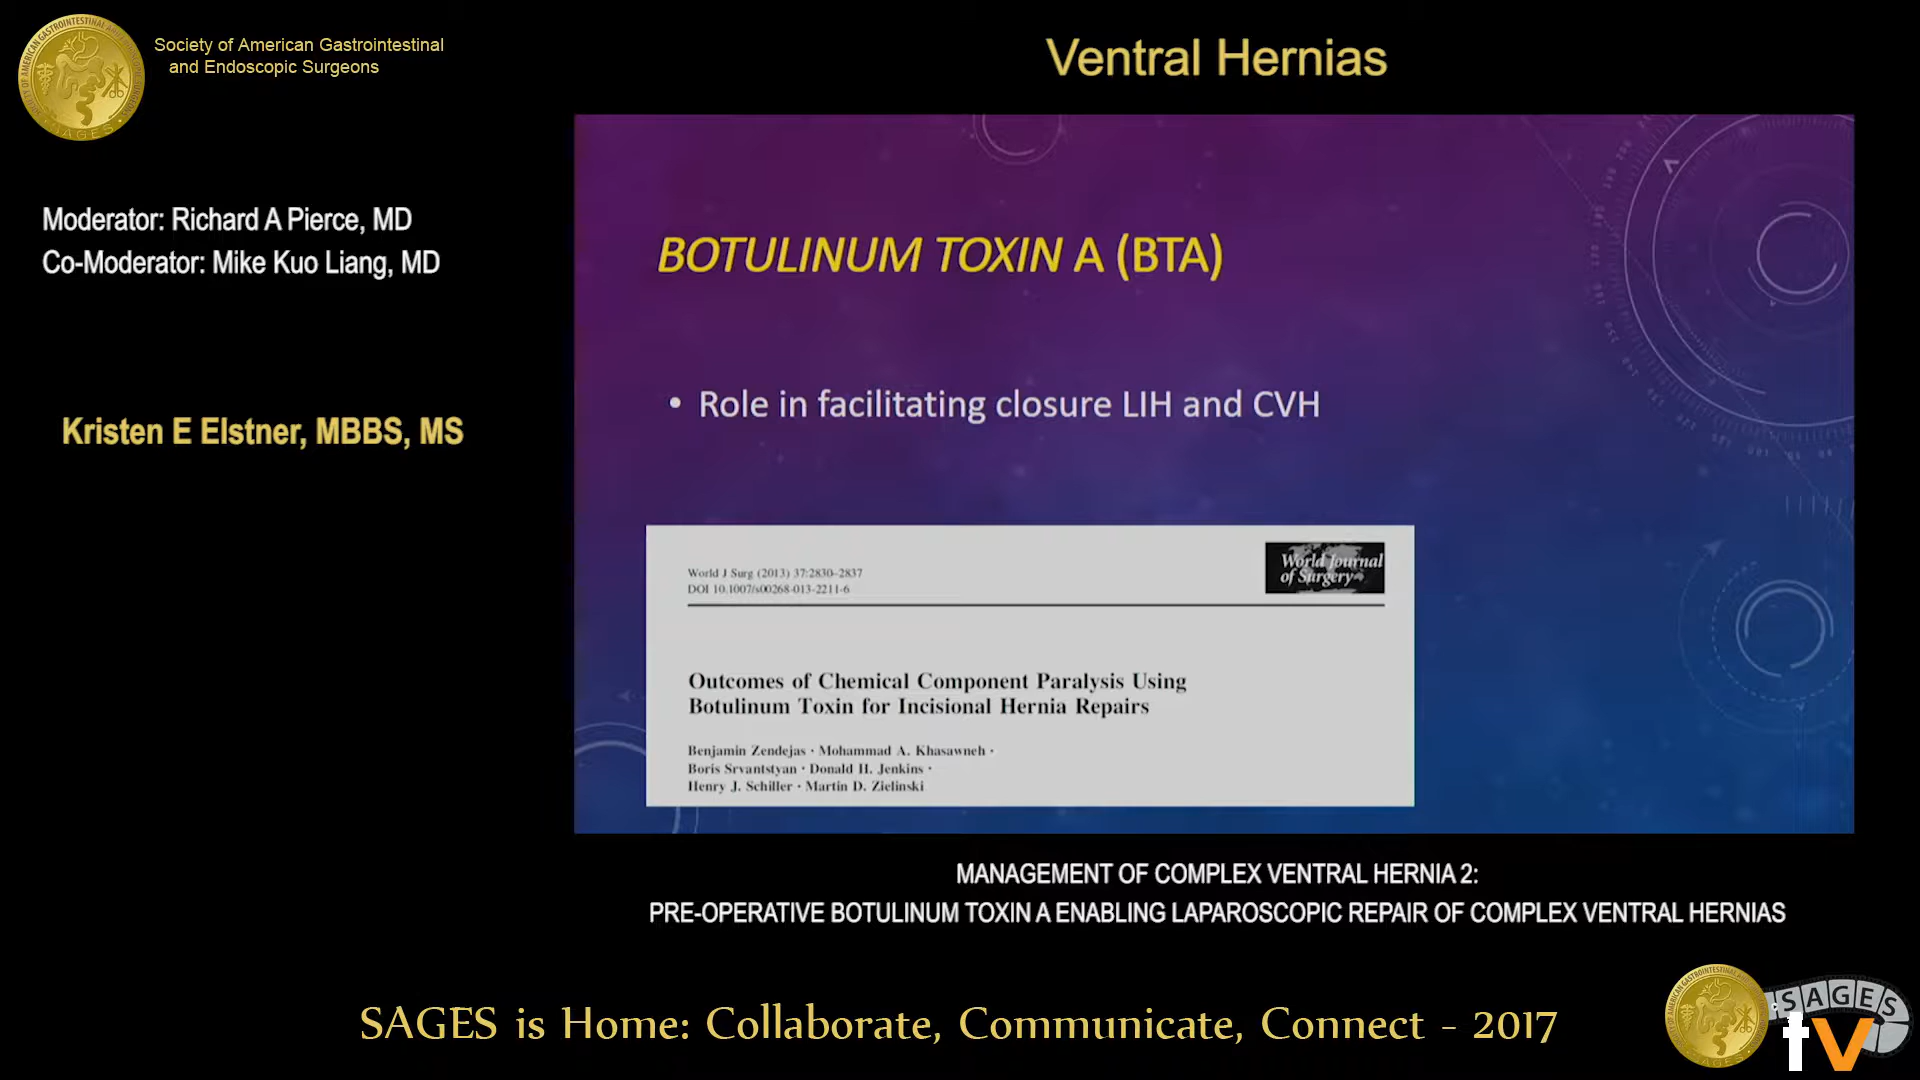 Society of American Gastrointestinal
and Endoscopic Surgeons
Ventral Hernias
Moderator: Richard A Pierce, MD
Co-Moderator: Mike Kuo Liang, MD
Kristen E Elstner, MBBS, MS
BOTULINUM TOXIN A (BTA)
• Role in facilitating closure LIH and CVH
World J Surg (2013) 37:2830–2837
DOI 10.1007/s00268-013-2211-6
World Journal
of Surgery
Outcomes of Chemical Component Paralysis Using
Botulinum Toxin for Incisional Hernia Repairs
Benjamin Zendejas · Mohammad A. Khasawneh ·
Boris Srvantstyan · Donald H. Jenkins ·
Henry J. Schiller · Martin D. Zielinski
MANAGEMENT OF COMPLEX VENTRAL HERNIA 2:
PRE-OPERATIVE BOTULINUM TOXIN A ENABLING LAPAROSCOPIC REPAIR OF COMPLEX VENTRAL HERNIAS
SAGES is Home: Collaborate, Communicate, Connect - 2017
SAGES
tv